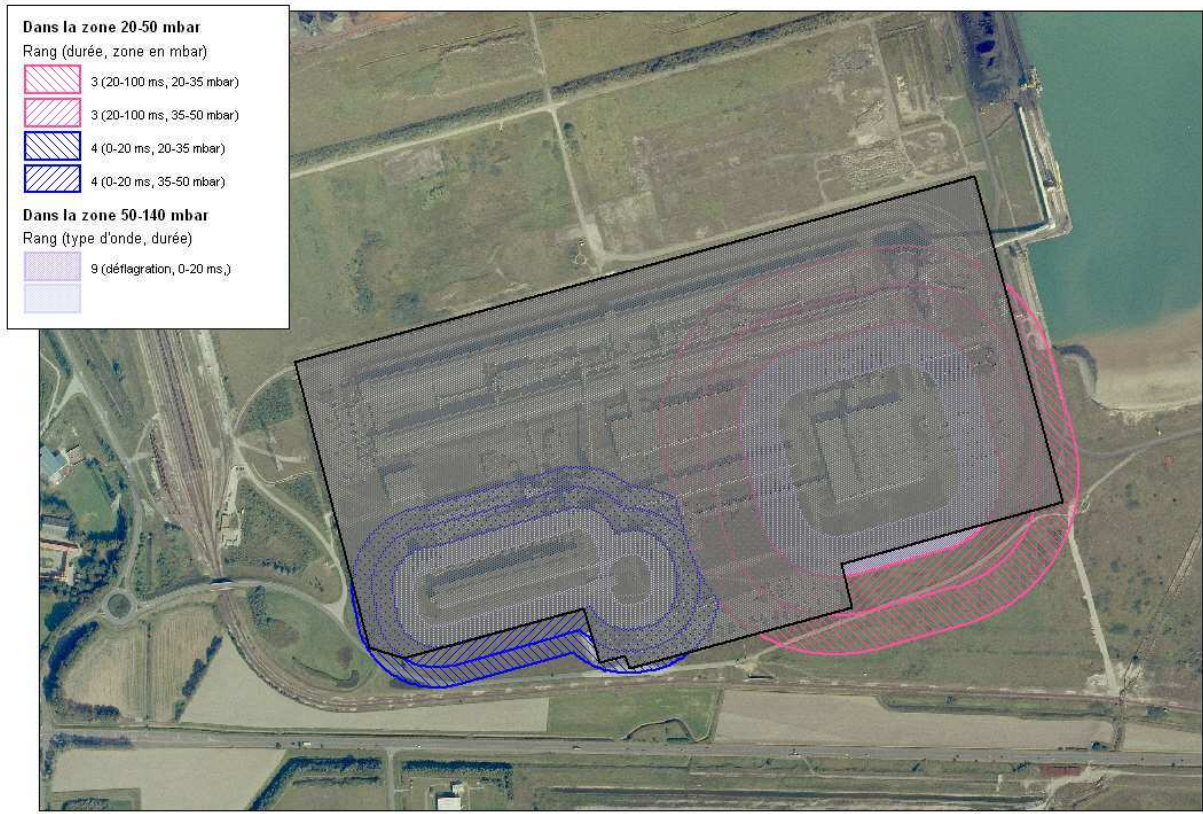 Dans la zone 20-50 mbar
Rang (durée, zone en mbar)
3 (20-100 ms, 20-35 mbar)
3 (20-100 ms, 35-50 mbar)
4 (0-20 ms, 20-35 mbar)
4 (0-20 ms, 35-50 mbar)
Dans la zone 50-140 mbar
Rang (type d'onde, durée)
9 (déflagration, 0-20 ms,)